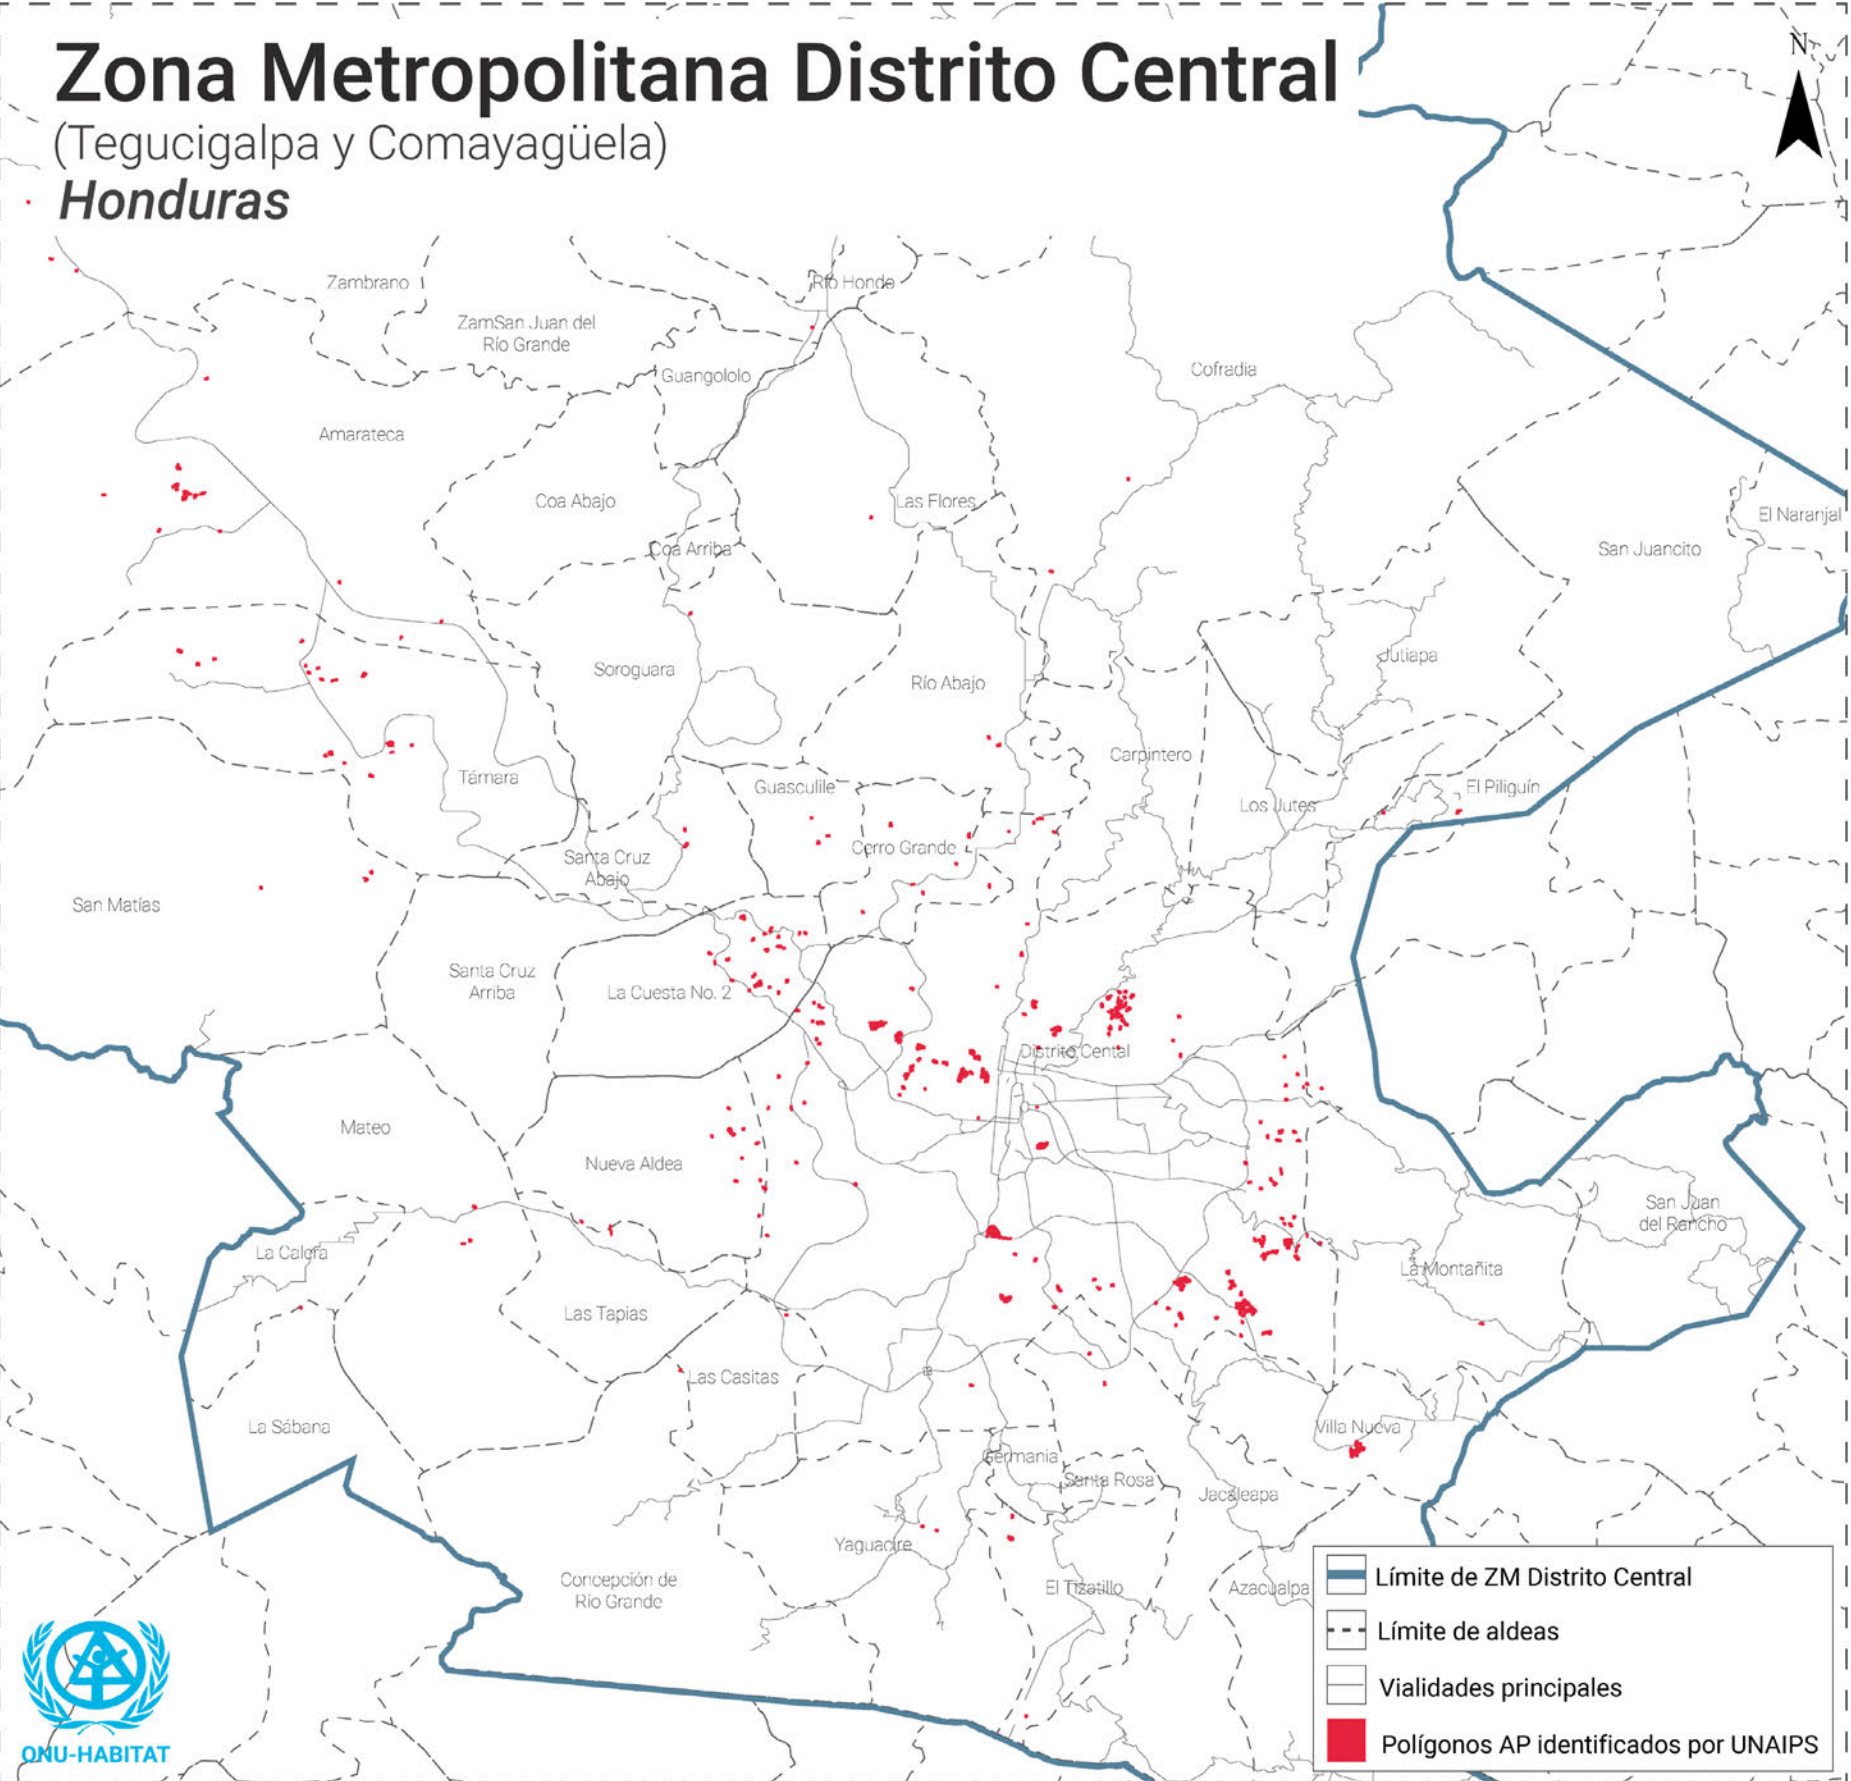 Zona Metropolitana Distrito Central
(Tegucigalpa y Comayagüela)
Honduras
N
Zambrano
Río Hondo
ZamSan Juan del
Río Grande
Guangololo
Cofradia
Amarateca
Coa Abajo
Las Flores
El Naranjal
San Juancito
Coa Arriba
Soroguara
Río Abajo
Jutiapa
Carpintero
Támara
Guasculile
El Piliguín
Los Jutes
Cerro Grande
Santa Cruz
Abajo
San Matías
Santa Cruz
Arriba
La Cuesta No. 2
Distrito Cental
Mateo
Nueva Aldea
San Juan
del Rancho
La Calera
La Montañita
Las Tapias
Las Casitas
La Sábana
Villa Nueva
Germania
Santa Rosa
Jacaleapa
Yaguacire
Concepción de
Río Grande
El Tizatillo
Azacualpa
Límite de ZM Distrito Central
Límite de aldeas
Vialidades principales
Polígonos AP identificados por UNAIPS
ONU-HABITAT